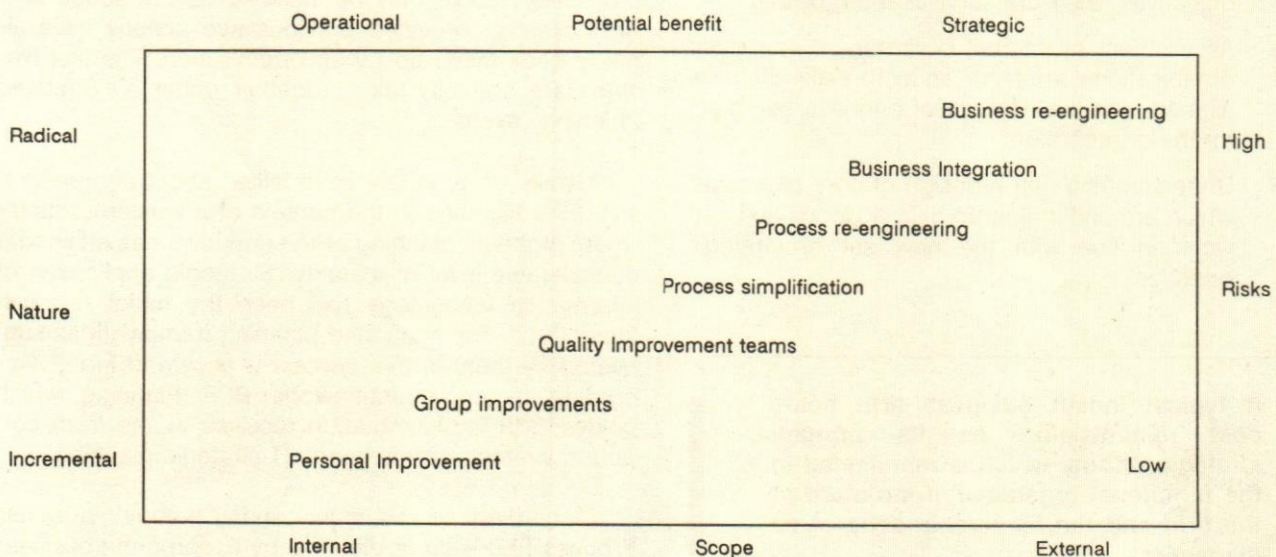 Operational Potential benefit Strategic
Business re-engineering
Radical High
Business Integration
Process re-engineering
Process simplification
Risks
Nature
Quality Improvement teams
Group improvements
Incremental Personal Improvement Low
Internal Scope External